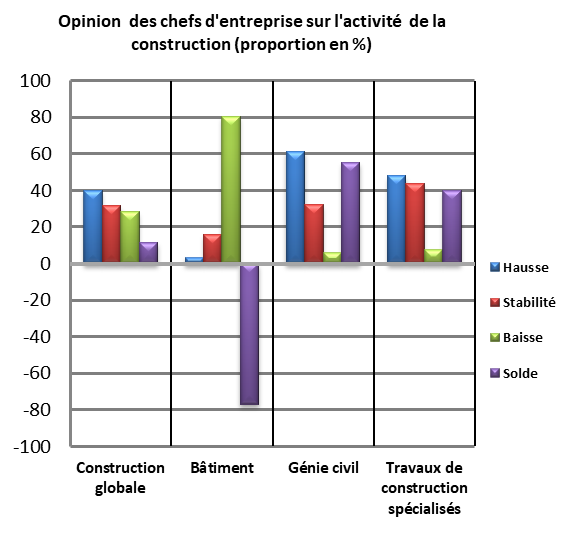 Opinion des chefs d'entreprise sur l'activité de la
construction (proportion en %)
100
80
60
40
20
0
-20
-40
-60
-80
-100
Hausse
Stabilité
Baisse
Solde
Construction
globale
Bâtiment
Génie civil
Travaux de
construction
spécialisés